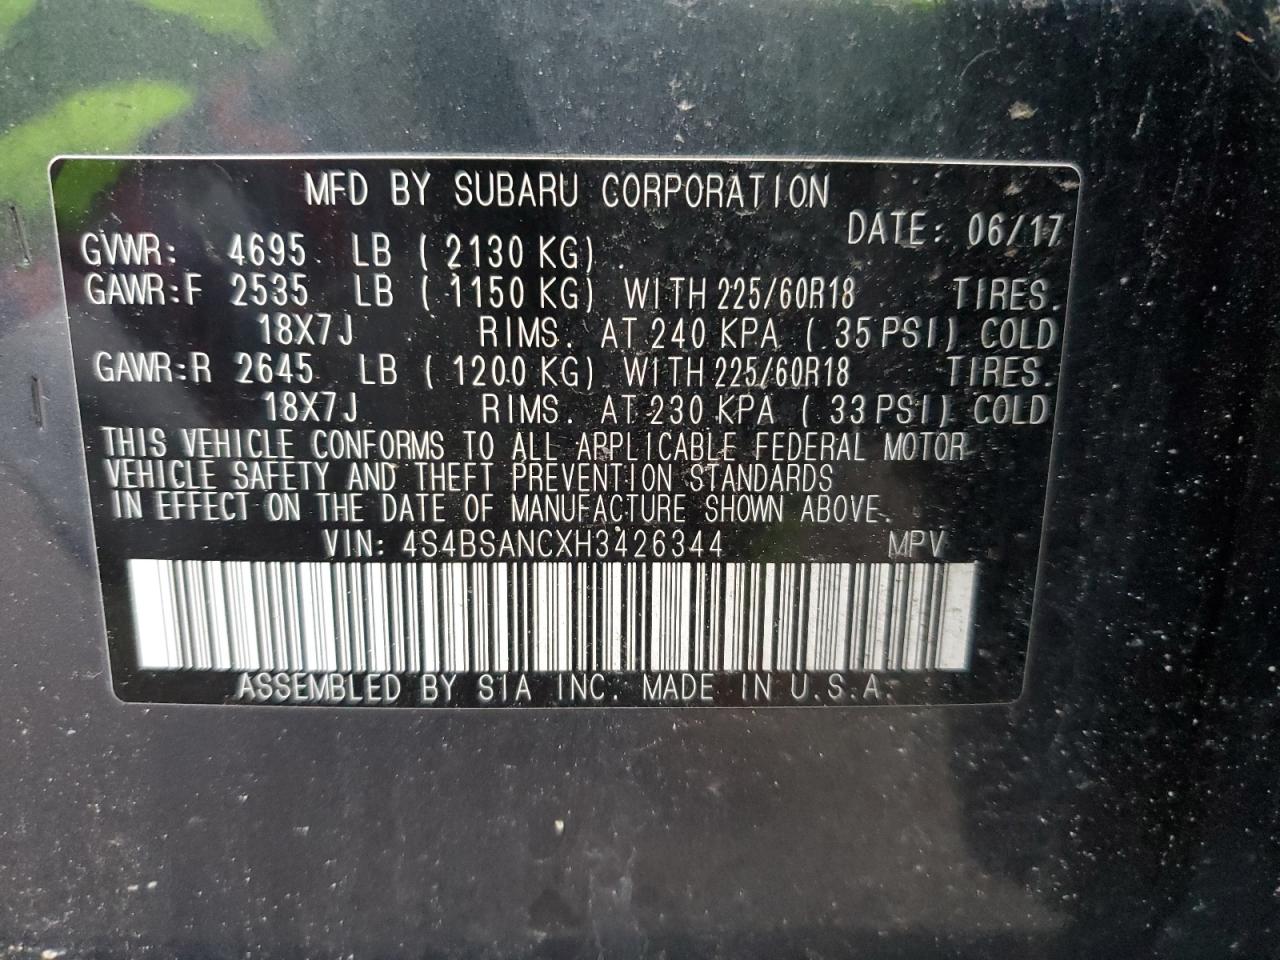 MFD BY SUBARU CORPORATION
DATE: 06/17
GVWR: 4695 LB ( 2130 KG)
GAWR:F 2535 LB ( 1150 KG) WITH 225/60R18 TIRES.
18X7J RIMS. AT 240 KPA ( 35 PSI) COLD
GAWR:R 2645 LB ( 1200 KG) WITH 225/60R18 TIRES.
18X7J RIMS. AT 230 KPA ( 33 PSI) COLD
THIS VEHICLE CONFORMS TO ALL APPLICABLE FEDERAL MOTOR
VEHICLE SAFETY AND THEFT PREVENTION STANDARDS
IN EFFECT ON THE DATE OF MANUFACTURE SHOWN ABOVE.
VIN: 4S4BSANCXH3426344 MPV
ASSEMBLED BY SIA INC. MADE IN U.S.A.